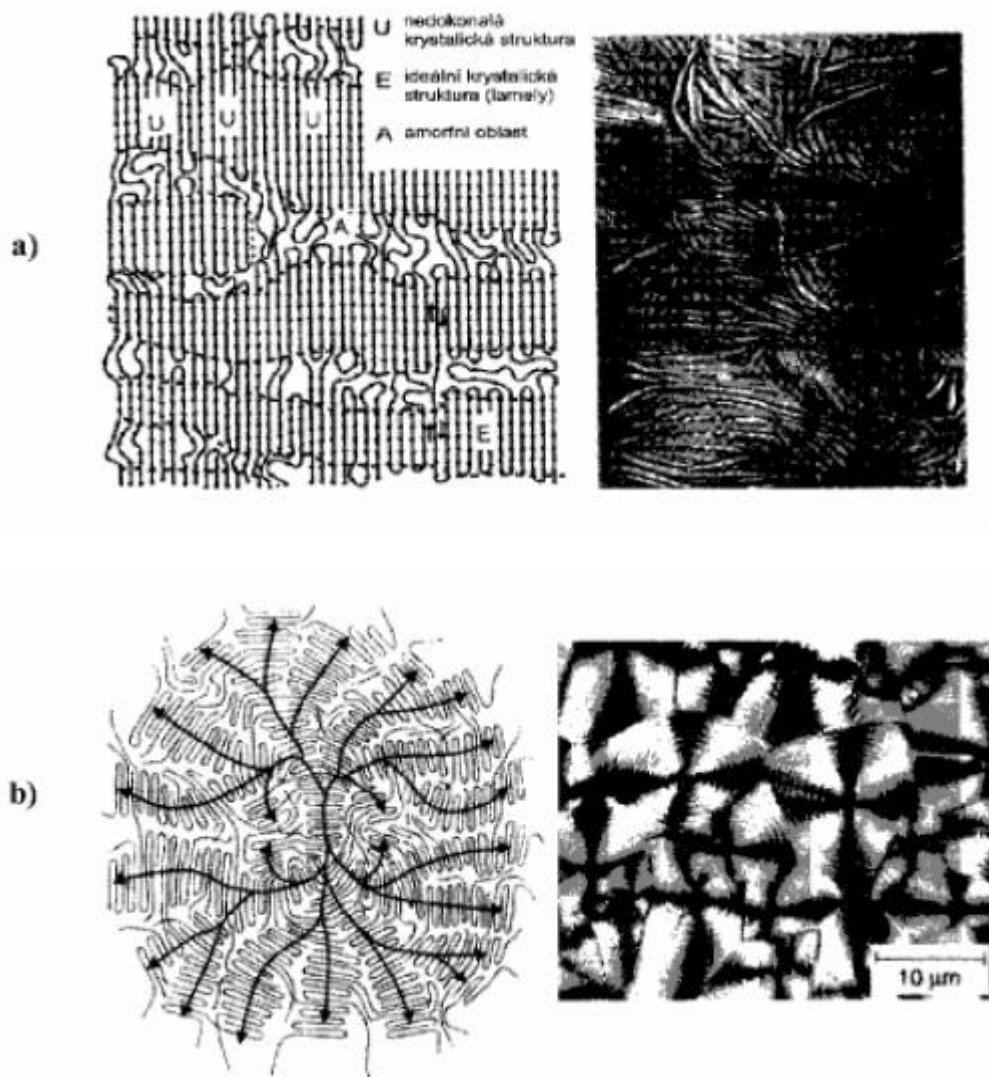 U nedokonalá
krystalická struktura
E ideální krystalická
struktura (lamely)
A amorfní oblast
U U U
a)
A
E
b)
10 µm